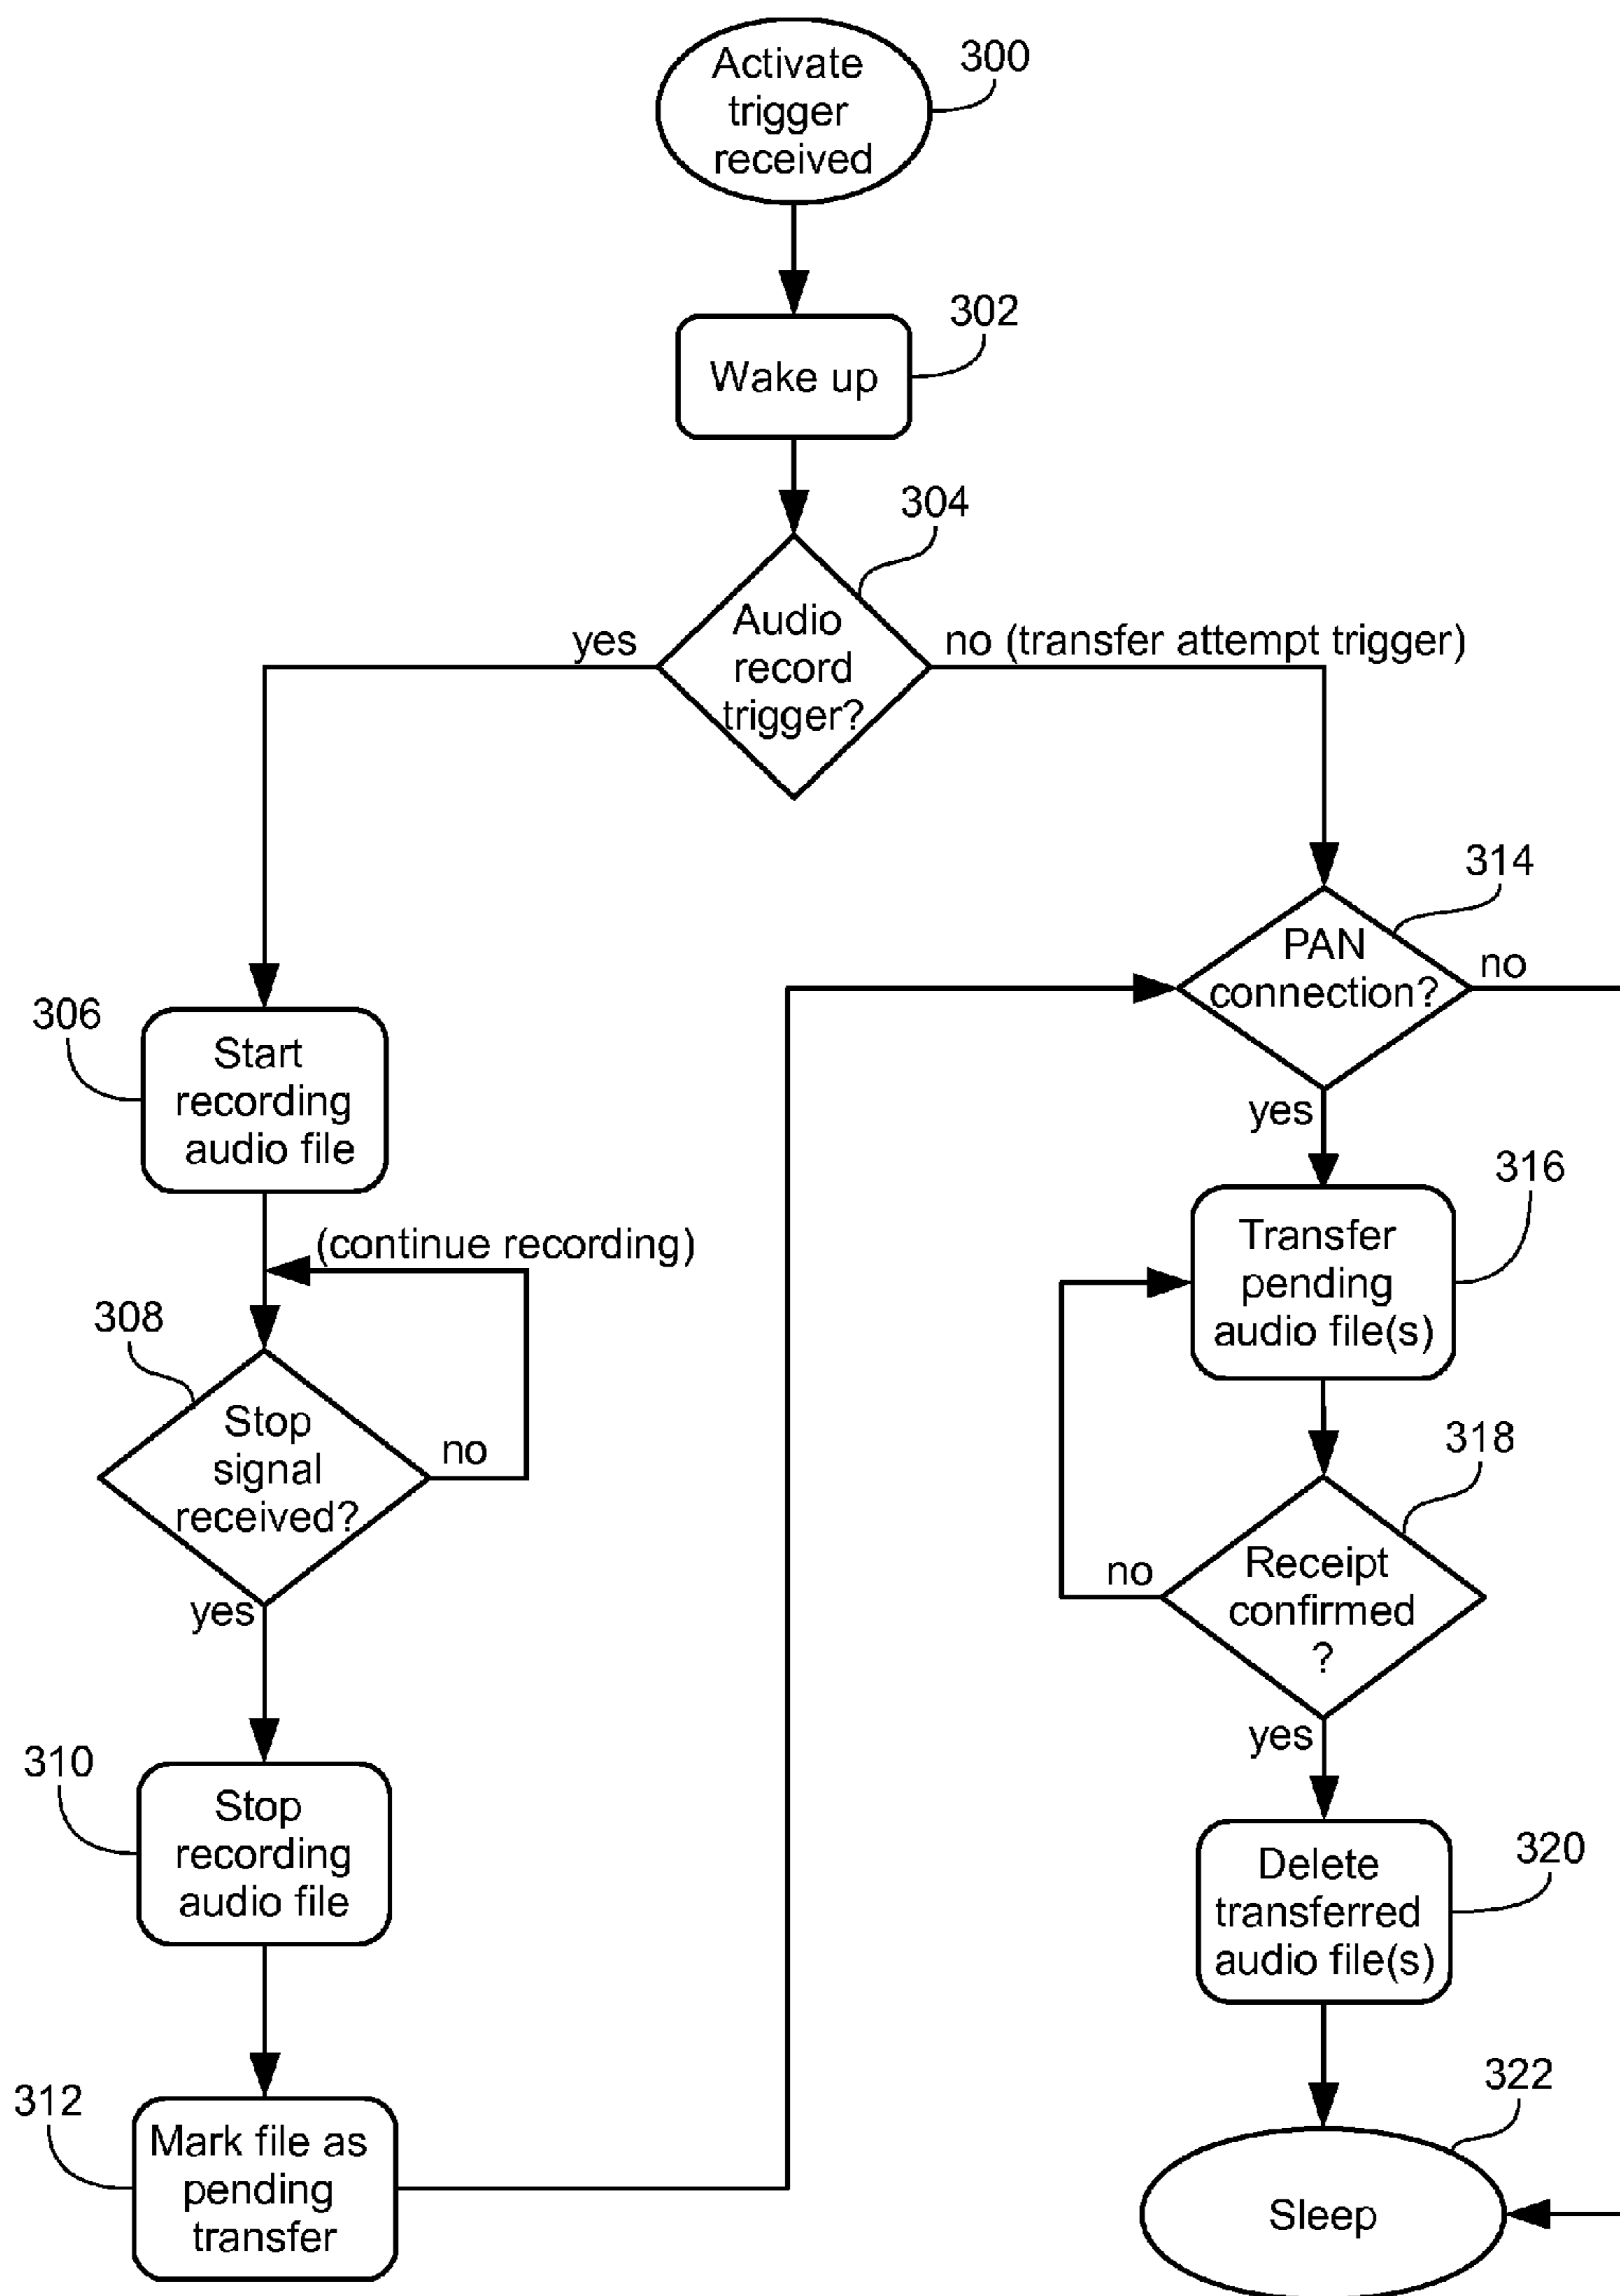 Activate
trigger
received
300
Wake up
302
304
Audio
record
trigger?
yes
no (transfer attempt trigger)
306
Start
recording
audio file
(continue recording)
308
Stop
signal
received?
no
yes
310
Stop
recording
audio file
312
Mark file as
pending
transfer
314
PAN
connection?
no
yes
316
Transfer
pending
audio file(s)
318
Receipt
confirmed
?
no
yes
320
Delete
transferred
audio file(s)
322
Sleep